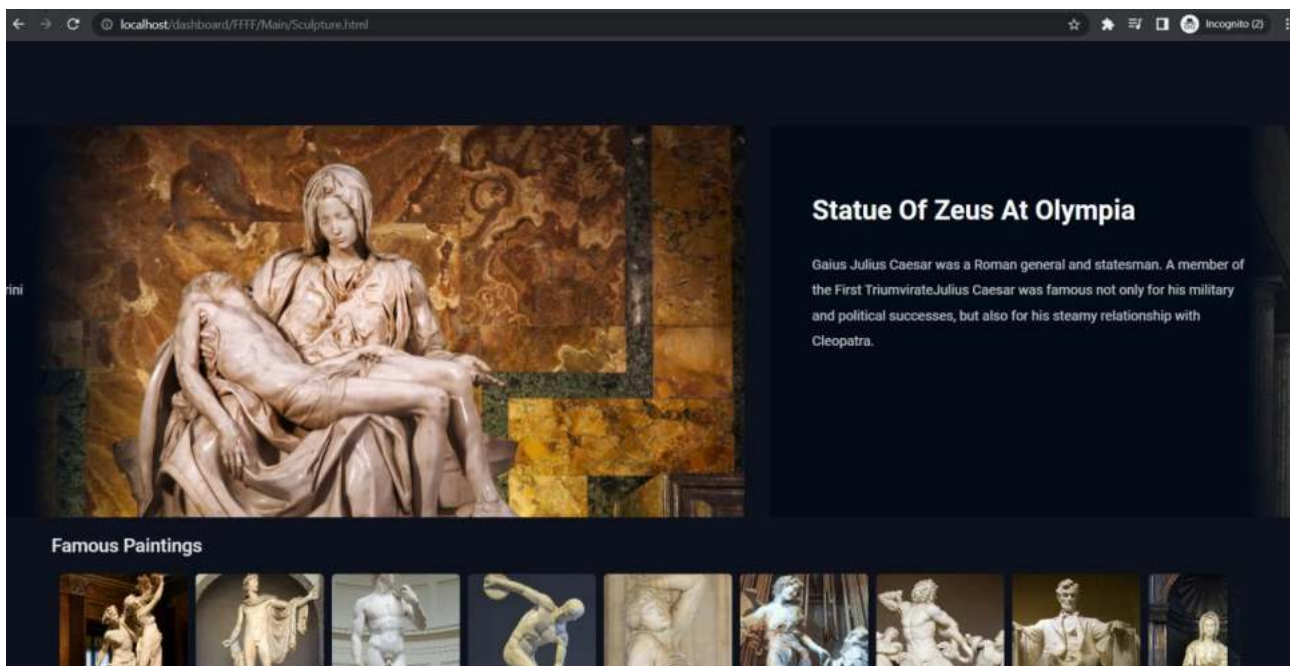 localhost/dashboard/FFFF/Main/Sculpture.html
Incognito (2)
rini
Statue Of Zeus At Olympia
Gaius Julius Caesar was a Roman general and statesman. A member of
the First TriumvirateJulius Caesar was famous not only for his military
and political successes, but also for his steamy relationship with
Cleopatra.
Famous Paintings